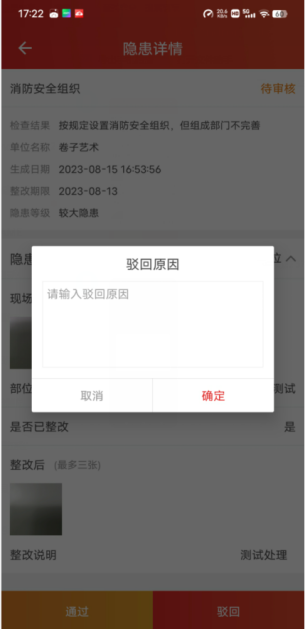 17:22
隐患详情
消防安全组织 待审核
检查结果 按规定设置消防安全组织，但组成部门不完善
单位名称 卷子艺术
生成日期 2023-08-15 16:53:56
整改期限 2023-08-13
隐患等级 较大隐患
隐患
位
驳回原因
请输入驳回原因
现场
取消 确定
部位
测试
是否已整改 是
整改后 (最多三张)
整改说明 测试处理
通过 驳回